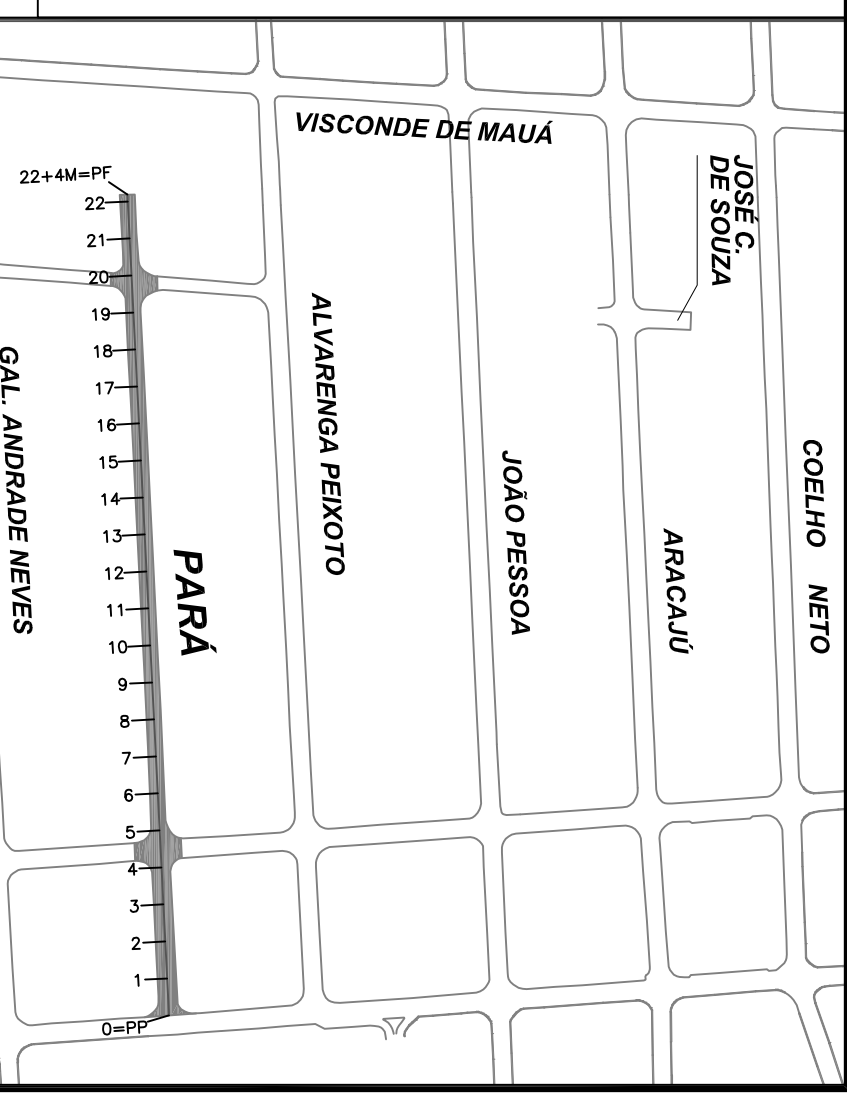 VISCONDE DE MAUÁ
JOSÉ C.
DE SOUZA
22+4M=PF
22
21
20
19
18
17
16
15
14
13
12
11
10
9
8
7
6
5
4
3
2
1
0=PP
GAL. ANDRADE NEVES
PARÁ
ALVARENGA PEIXOTO
JOÃO PESSOA
ARACAJÚ
COELHO NETO